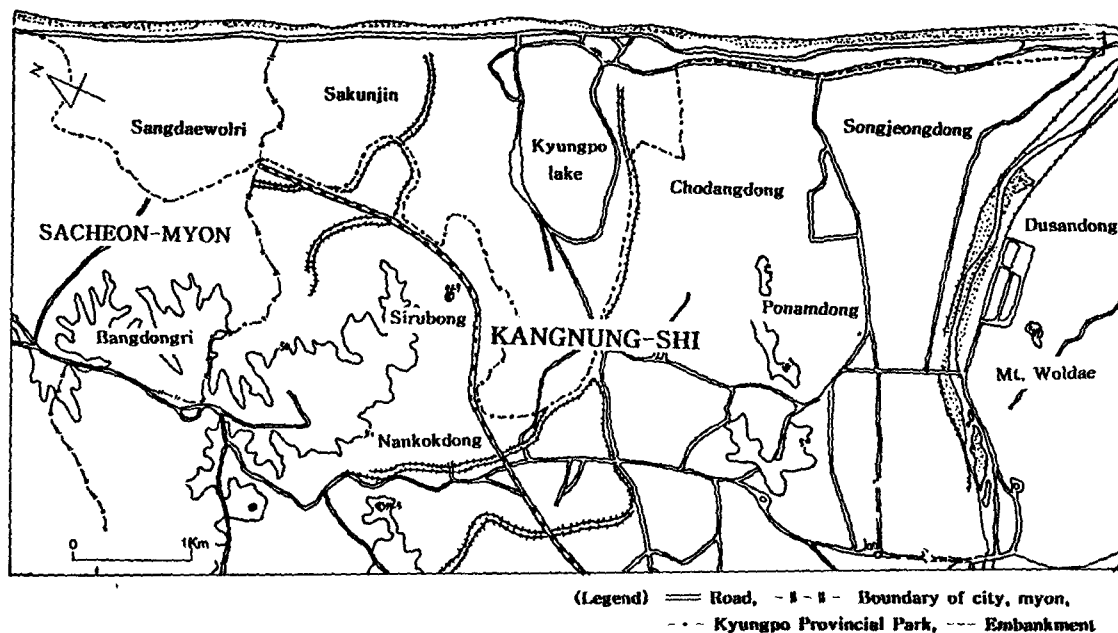 N
Sakunjin
Sangdaewolri
Songjeongdong
Kyungpo
lake
Chodangdong
Dusandong
SACHEON-MYON
Ponamdong
Sirubong
Bangdongri
KANGNUNG-SHI
Mt. Woldae
Nankokdong
0 1Km
(Legend) Road, Boundary of city, myon,
Kyungpo Provincial Park, Embankment